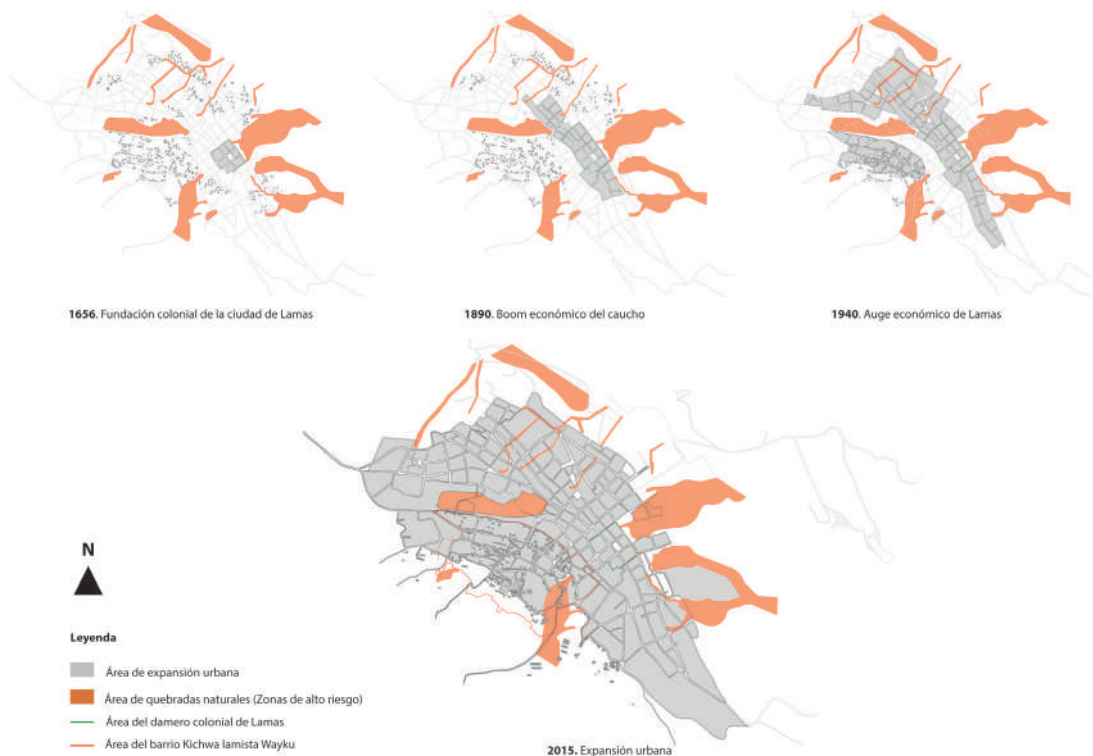 1656. Fundación colonial de la ciudad de Lamas
1890. Boom económico del caucho
1940. Auge económico de Lamas
N
Leyenda
Área de expansión urbana
Área de quebradas naturales (Zonas de alto riesgo)
Área del damero colonial de Lamas
Área del barrio Kichwa lamista Wayku
2015. Expansión urbana